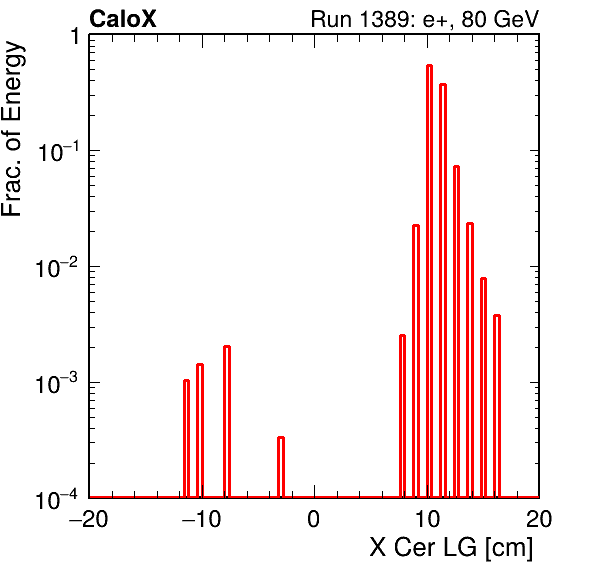 CaloX Run 1389: e+, 80 GeV
Frac. of Energy
1
10⁻¹
10⁻²
10⁻³
10⁻⁴
−20 −10 0 10 20
X Cer LG [cm]